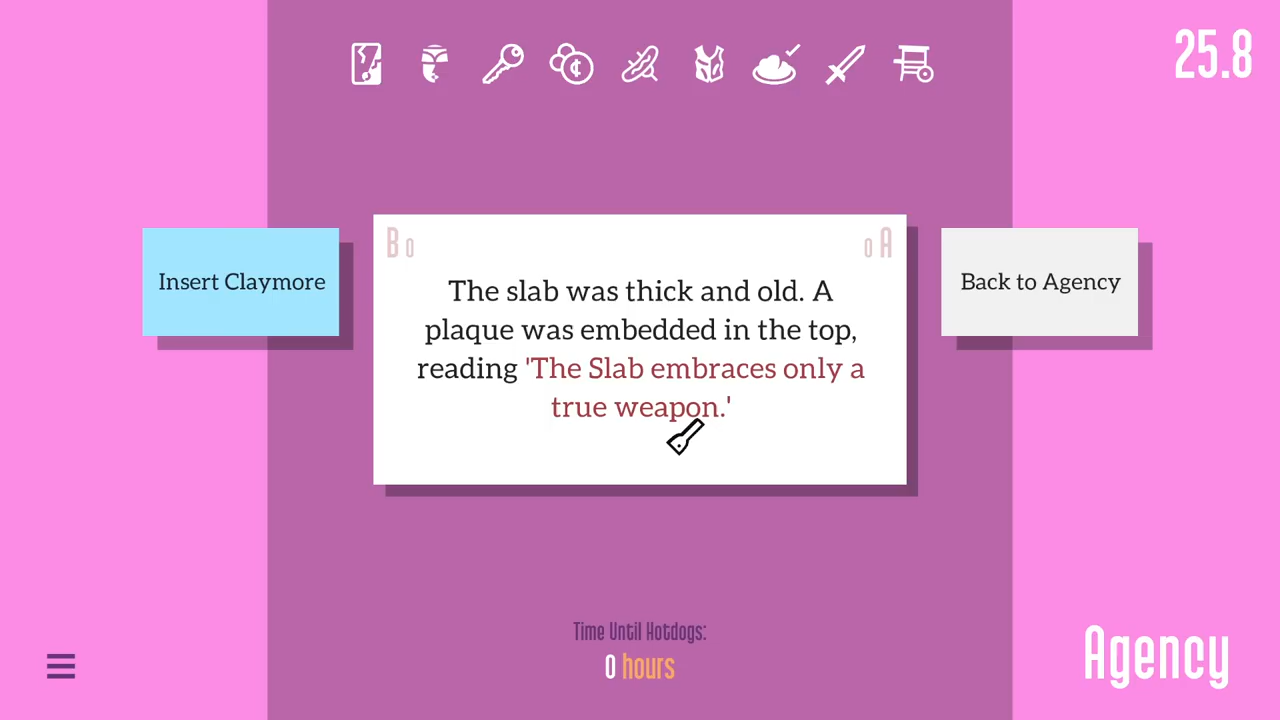 25.8
B 0
0 A
Insert Claymore
Back to Agency
The slab was thick and old. A
plaque was embedded in the top,
reading 'The Slab embraces only a
true weapon.'
Time Until Hotdogs:
0 hours
Agency